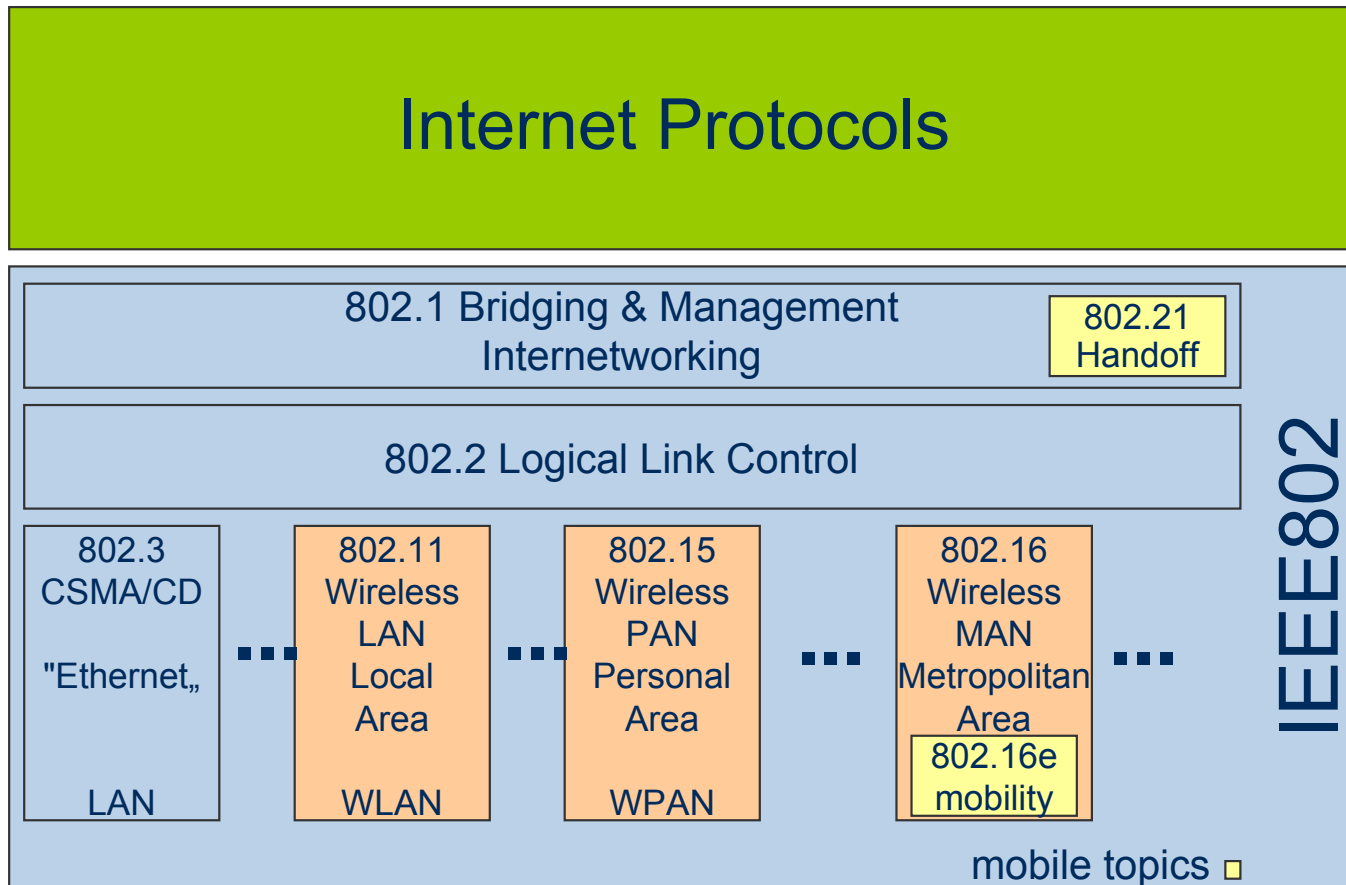 Internet Protocols
802.1 Bridging & Management
Internetworking
802.21
Handoff
802.2 Logical Link Control
802.3
CSMA/CD
"Ethernet„
LAN
802.11
Wireless
LAN
Local
Area
WLAN
802.15
Wireless
PAN
Personal
Area
WPAN
802.16
Wireless
MAN
Metropolitan
Area
802.16e
mobility
IEEE802
mobile topics